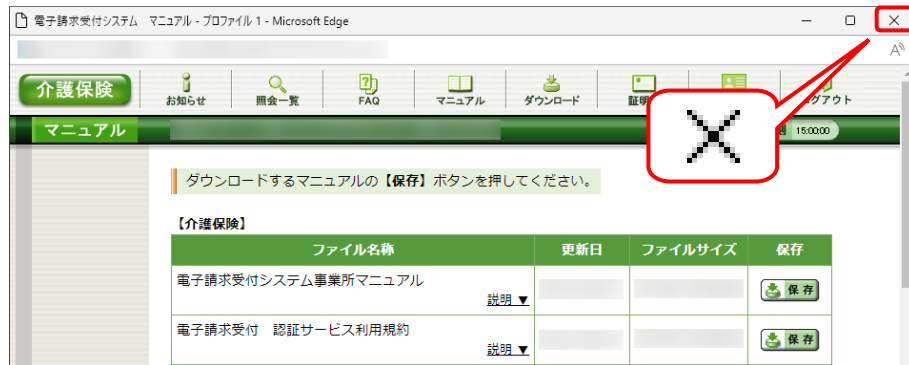 電子請求受付システム マニュアル - プロファイル 1 - Microsoft Edge
介護保険
お知らせ 照会一覧 FAQ マニュアル ダウンロード
マニュアル
15:00:00
ダウンロードするマニュアルの【保存】ボタンを押してください。
【介護保険】
ファイル名称 更新日 ファイルサイズ 保存
電子請求受付システム事業所マニュアル
説明▼
保存
電子請求受付 認証サービス利用規約
説明▼
保存